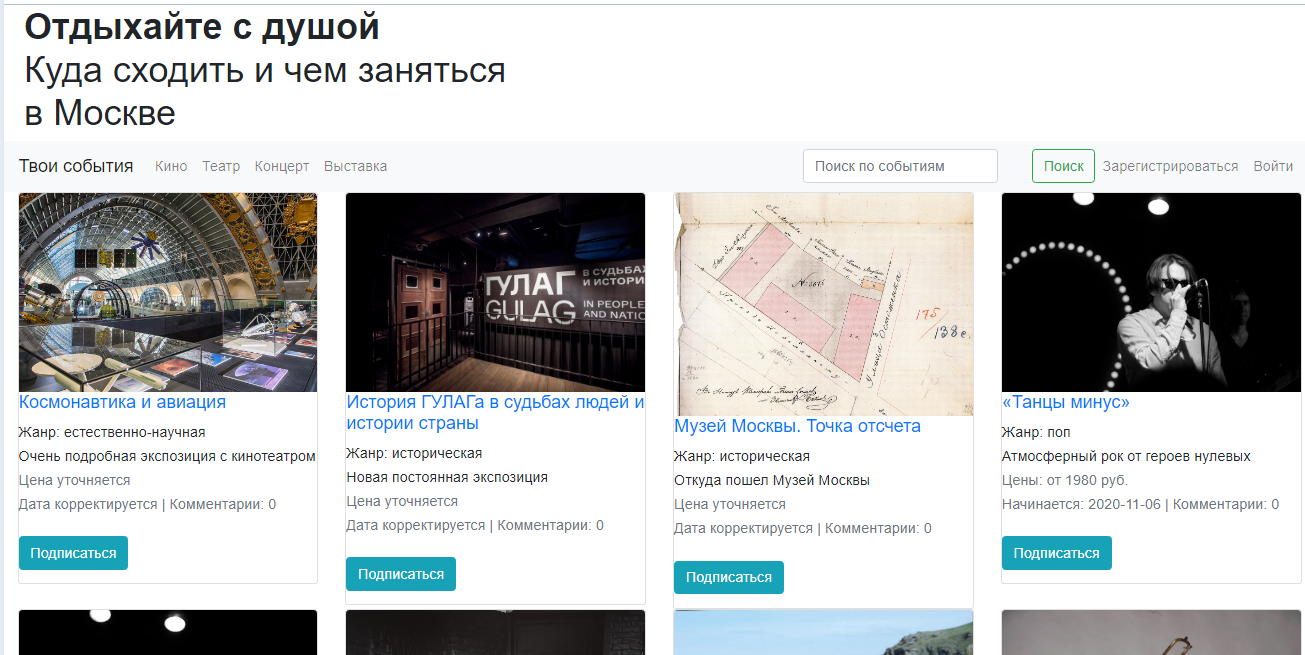 Отдыхайте с душой
Куда сходить и чем заняться
в Москве
Твои события Кино Театр Концерт Выставка Поиск по событиям Поиск Зарегистрироваться Войти
ГУЛАГ
GULAG
В СУДЬБАХ
И ИСТОРИ
IN PEOPLE
AND NATIO
175
138 е.
Космонавтика и авиация
Жанр: естественно-научная
Очень подробная экспозиция с кинотеатром
Цена уточняется
Дата корректируется | Комментарии: 0
Подписаться
История ГУЛАГа в судьбах людей и
истории страны
Жанр: историческая
Новая постоянная экспозиция
Цена уточняется
Дата корректируется | Комментарии: 0
Подписаться
Музей Москвы. Точка отсчета
Жанр: историческая
Откуда пошел Музей Москвы
Цена уточняется
Дата корректируется | Комментарии: 0
Подписаться
«Танцы минус»
Жанр: поп
Атмосферный рок от героев нулевых
Цены: от 1980 руб.
Начинается: 2020-11-06 | Комментарии: 0
Подписаться